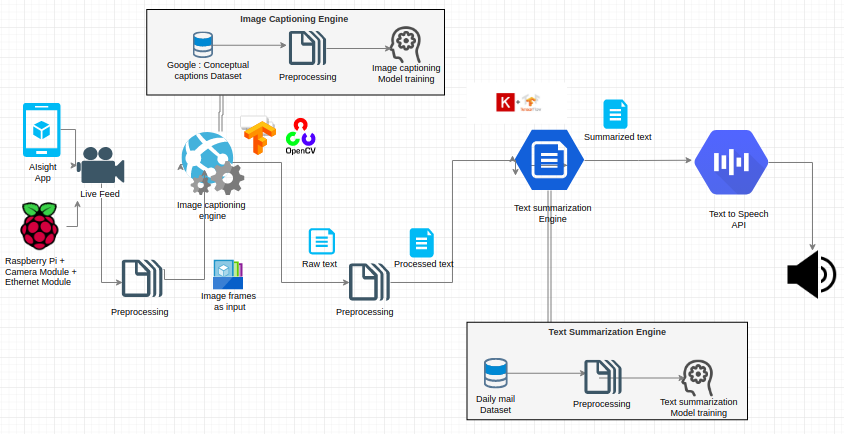 Image Captioning Engine
Google : Conceptual
captions Dataset
Preprocessing
Image captioning
Model training
AIsight
App
Live Feed
Raspberry Pi +
Camera Module +
Ethernet Module
Preprocessing
Image captioning
engine
OpenCV
Image frames
as input
Raw text
Processed text
Preprocessing
K
+
TensorFlow
Summarized text
Text summarization
Engine
Text to Speech
API
Text Summarization Engine
Daily mail
Dataset
Preprocessing
Text summarization
Model training